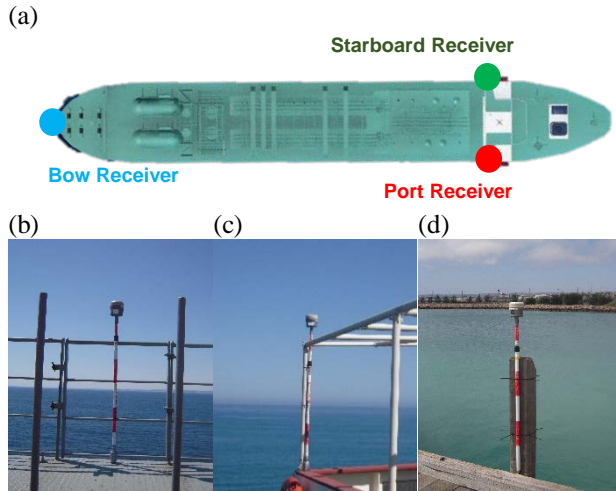 (a)
Starboard Receiver
Bow Receiver
Port Receiver
(b)
(c)
(d)